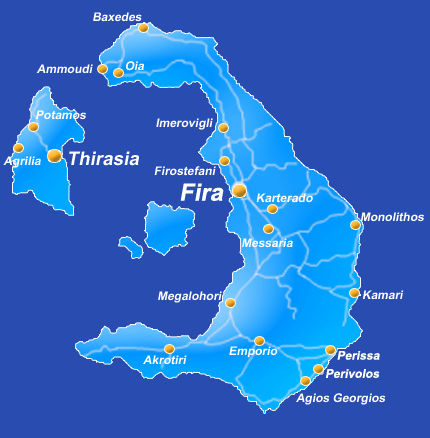 Baxedes
Ammoudi
Oia
Potamos
Imerovigli
Agrilia
Thirasia
Firostefani
Fira
Karterado
Monolithos
Messaria
Megalohori
Kamari
Akrotiri
Emporio
Perissa
Perivolos
Agios Georgios